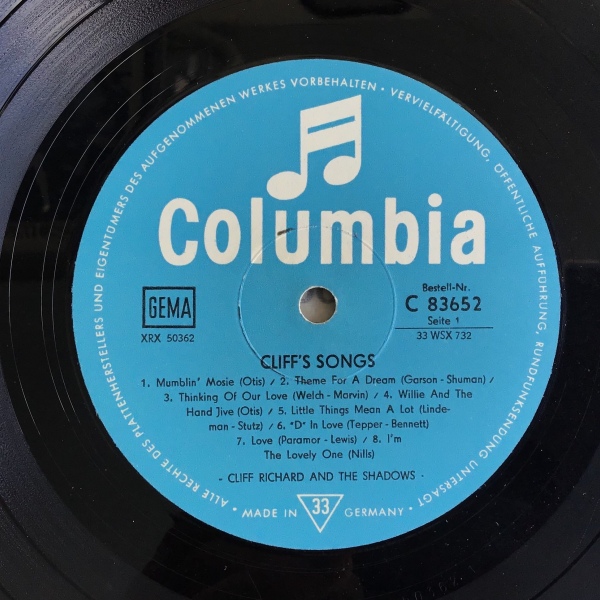 ALLE RECHTE DES PLATTENHERSTELLERS UND EIGENTÜMERS DES AUFGENOMMENEN WERKES VORBEHALTEN · VERVIELFÄLTIGUNG, ÖFFENTLICHE AUFFÜHRUNG, RUNDFUNKSENDUNG UNTERSAGT ·
Columbia
GEMA
XRX 50362
Bestell-Nr.
C 83652
Seite 1
33 WSX 732
CLIFF'S SONGS
1. Mumblin' Mosie (Otis) / 2. Theme For A Dream (Garson - Shuman) /
3. Thinking Of Our Love (Welch - Marvin) / 4. Willie And The
Hand Jive (Otis) / 5. Little Things Mean A Lot (Linde-
man - Stutz) / 6. "D" In Love (Tepper - Bennett)
7. Love (Paramor - Lewis) / 8. I'm
The Lovely One (Nills)
- CLIFF RICHARD AND THE SHADOWS -
· MADE IN 33 GERMANY ·